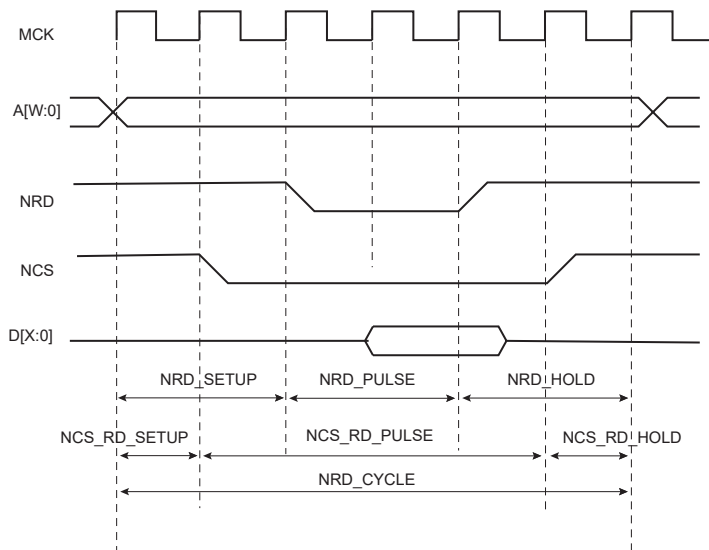 MCK
A[W:0]
NRD
NCS
D[X:0]
NRD_SETUP NRD_PULSE NRD_HOLD
NCS_RD_SETUP NCS_RD_PULSE NCS_RD_HOLD
NRD_CYCLE